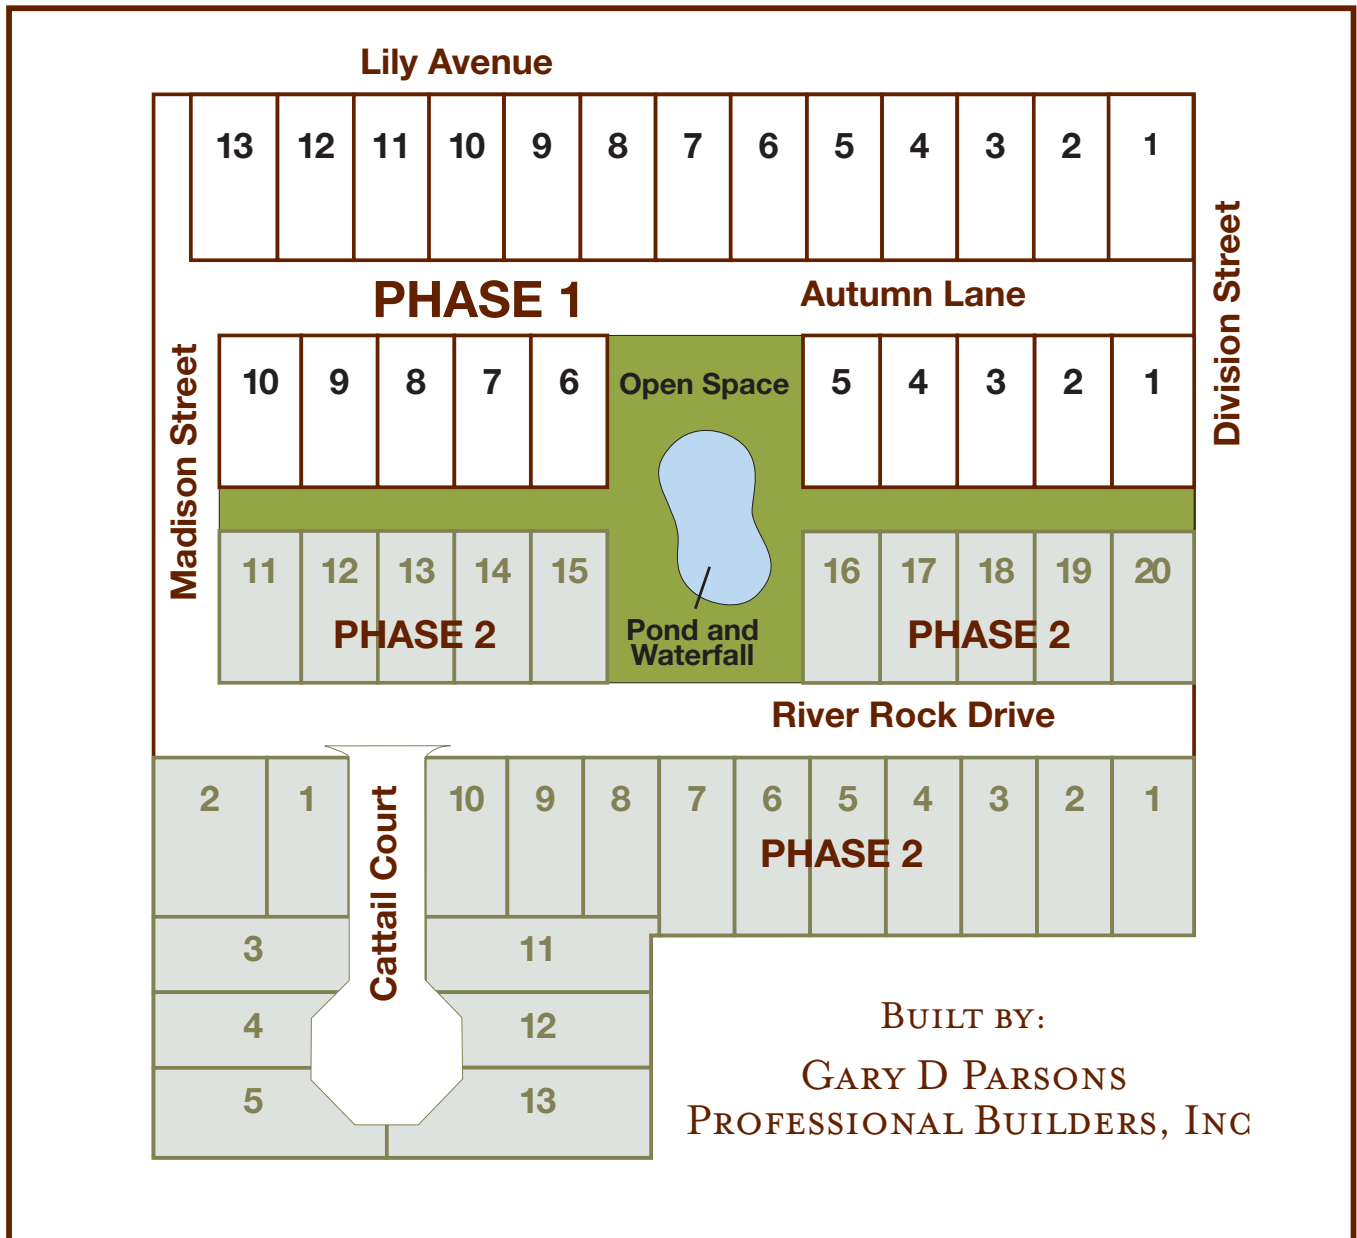 Lily Avenue
13 12 11 10 9 8 7 6 5 4 3 2 1
PHASE 1
Autumn Lane
Division Street
Madison Street
10 9 8 7 6
Open Space
5 4 3 2 1
11 12 13 14 15
PHASE 2
Pond and
Waterfall
16 17 18 19 20
PHASE 2
River Rock Drive
2 1
Cattail Court
10 9 8 7 6 5 4 3 2 1
PHASE 2
3
11
4
12
5
13
BUILT BY:
GARY D PARSONS
PROFESSIONAL BUILDERS, INC